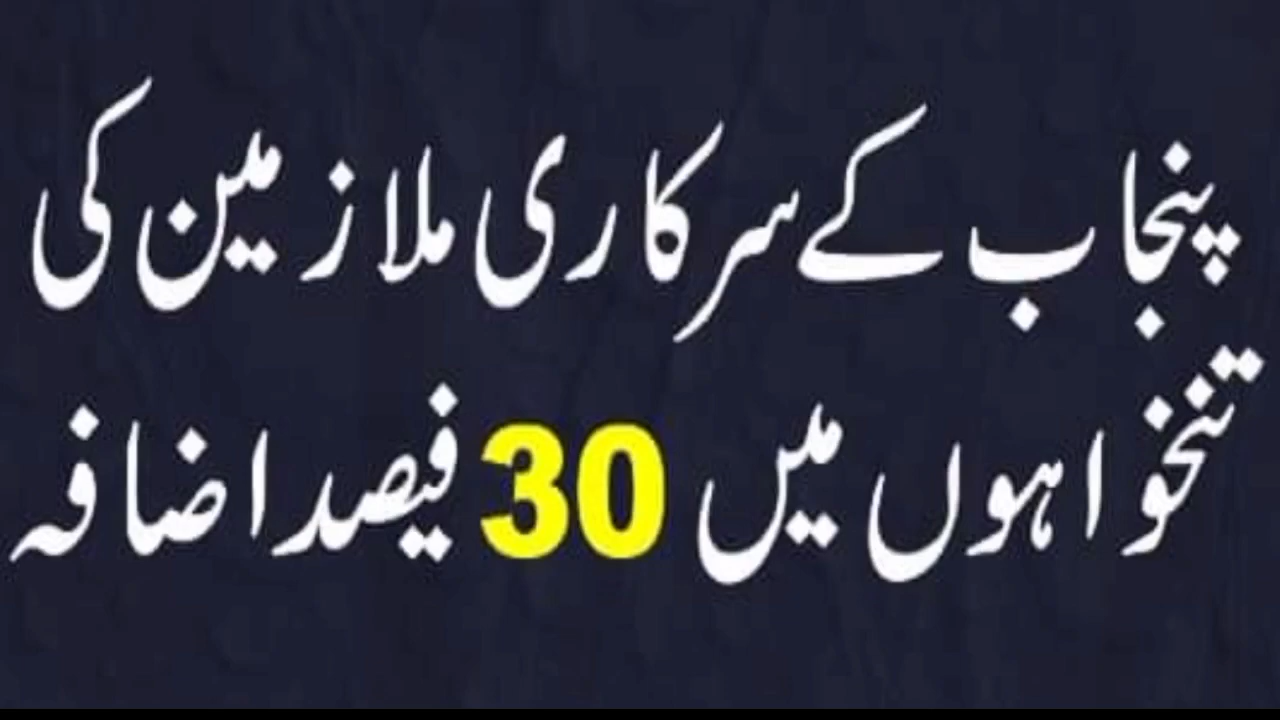 پنجاب کے سرکاری ملازمین کی
تنخواہوں میں 30 فیصد اضافہ